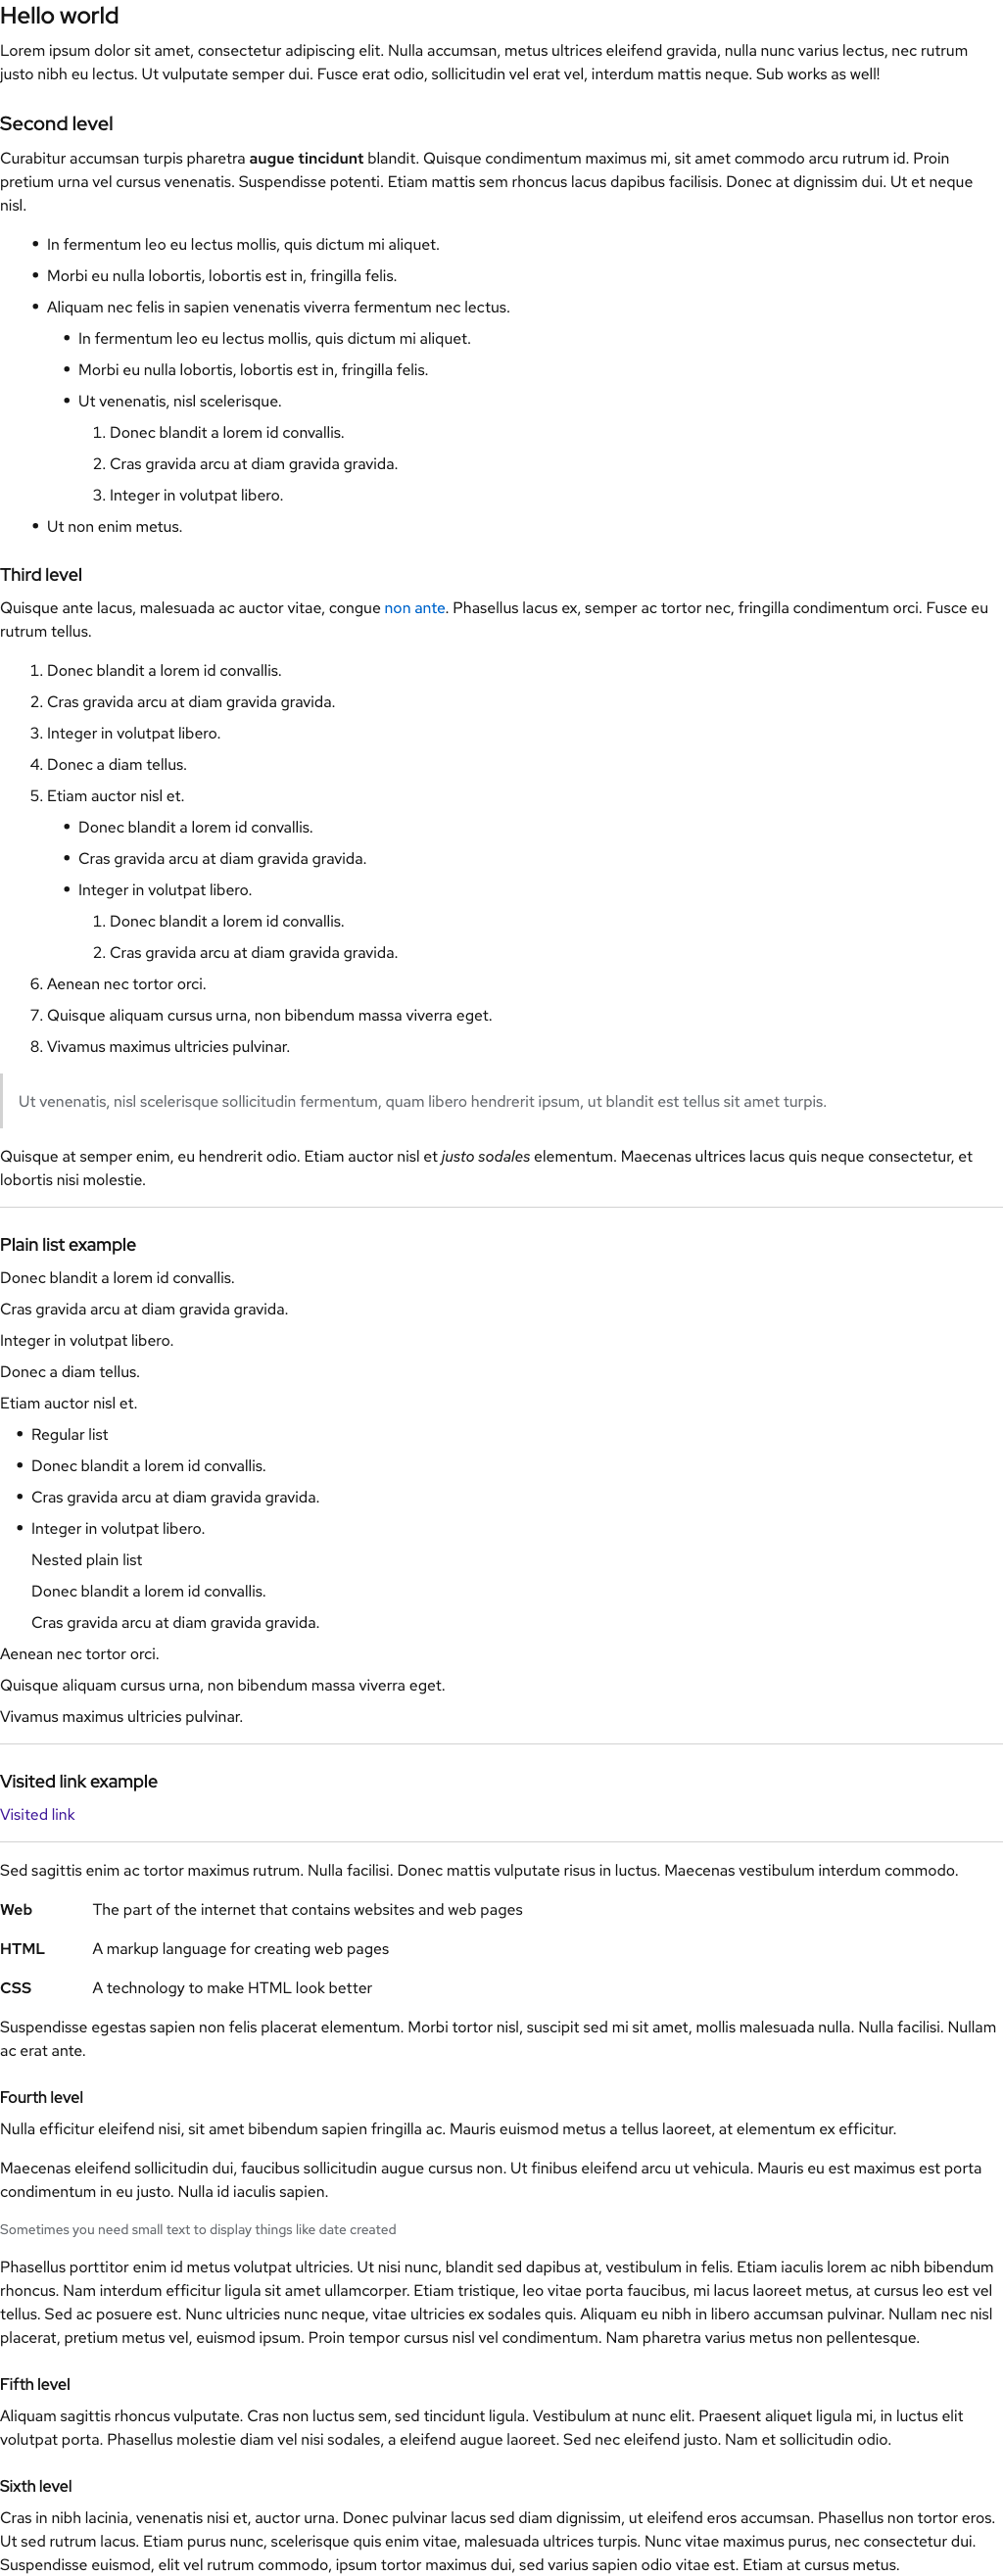 Hello world
Lorem ipsum dolor sit amet, consectetur adipiscing elit. Nulla accumsan, metus ultrices eleifend gravida, nulla nunc varius lectus, nec rutrum
justo nibh eu lectus. Ut vulputate semper dui. Fusce erat odio, sollicitudin vel erat vel, interdum mattis neque. Sub works as well!
Second level
Curabitur accumsan turpis pharetra augue tincidunt blandit. Quisque condimentum maximus mi, sit amet commodo arcu rutrum id. Proin
pretium urna vel cursus venenatis. Suspendisse potenti. Etiam mattis sem rhoncus lacus dapibus facilisis. Donec at dignissim dui. Ut et neque
nisl.
• In fermentum leo eu lectus mollis, quis dictum mi aliquet.
• Morbi eu nulla lobortis, lobortis est in, fringilla felis.
• Aliquam nec felis in sapien venenatis viverra fermentum nec lectus.
• In fermentum leo eu lectus mollis, quis dictum mi aliquet.
• Morbi eu nulla lobortis, lobortis est in, fringilla felis.
• Ut venenatis, nisl scelerisque.
1. Donec blandit a lorem id convallis.
2. Cras gravida arcu at diam gravida gravida.
3. Integer in volutpat libero.
• Ut non enim metus.
Third level
Quisque ante lacus, malesuada ac auctor vitae, congue non ante. Phasellus lacus ex, semper ac tortor nec, fringilla condimentum orci. Fusce eu
rutrum tellus.
1. Donec blandit a lorem id convallis.
2. Cras gravida arcu at diam gravida gravida.
3. Integer in volutpat libero.
4. Donec a diam tellus.
5. Etiam auctor nisl et.
• Donec blandit a lorem id convallis.
• Cras gravida arcu at diam gravida gravida.
• Integer in volutpat libero.
1. Donec blandit a lorem id convallis.
2. Cras gravida arcu at diam gravida gravida.
6. Aenean nec tortor orci.
7. Quisque aliquam cursus urna, non bibendum massa viverra eget.
8. Vivamus maximus ultricies pulvinar.
Ut venenatis, nisl scelerisque sollicitudin fermentum, quam libero hendrerit ipsum, ut blandit est tellus sit amet turpis.
Quisque at semper enim, eu hendrerit odio. Etiam auctor nisl et justo sodales elementum. Maecenas ultrices lacus quis neque consectetur, et
lobortis nisi molestie.
Plain list example
Donec blandit a lorem id convallis.
Cras gravida arcu at diam gravida gravida.
Integer in volutpat libero.
Donec a diam tellus.
Etiam auctor nisl et.
• Regular list
• Donec blandit a lorem id convallis.
• Cras gravida arcu at diam gravida gravida.
• Integer in volutpat libero.
Nested plain list
Donec blandit a lorem id convallis.
Cras gravida arcu at diam gravida gravida.
Aenean nec tortor orci.
Quisque aliquam cursus urna, non bibendum massa viverra eget.
Vivamus maximus ultricies pulvinar.
Visited link example
Visited link
Sed sagittis enim ac tortor maximus rutrum. Nulla facilisi. Donec mattis vulputate risus in luctus. Maecenas vestibulum interdum commodo.
Web The part of the internet that contains websites and web pages
HTML A markup language for creating web pages
CSS A technology to make HTML look better
Suspendisse egestas sapien non felis placerat elementum. Morbi tortor nisl, suscipit sed mi sit amet, mollis malesuada nulla. Nulla facilisi. Nullam
ac erat ante.
Fourth level
Nulla efficitur eleifend nisi, sit amet bibendum sapien fringilla ac. Mauris euismod metus a tellus laoreet, at elementum ex efficitur.
Maecenas eleifend sollicitudin dui, faucibus sollicitudin augue cursus non. Ut finibus eleifend arcu ut vehicula. Mauris eu est maximus est porta
condimentum in eu justo. Nulla id iaculis sapien.
Sometimes you need small text to display things like date created
Phasellus porttitor enim id metus volutpat ultricies. Ut nisi nunc, blandit sed dapibus at, vestibulum in felis. Etiam iaculis lorem ac nibh bibendum
rhoncus. Nam interdum efficitur ligula sit amet ullamcorper. Etiam tristique, leo vitae porta faucibus, mi lacus laoreet metus, at cursus leo est vel
tellus. Sed ac posuere est. Nunc ultricies nunc neque, vitae ultricies ex sodales quis. Aliquam eu nibh in libero accumsan pulvinar. Nullam nec nisl
placerat, pretium metus vel, euismod ipsum. Proin tempor cursus nisl vel condimentum. Nam pharetra varius metus non pellentesque.
Fifth level
Aliquam sagittis rhoncus vulputate. Cras non luctus sem, sed tincidunt ligula. Vestibulum at nunc elit. Praesent aliquet ligula mi, in luctus elit
volutpat porta. Phasellus molestie diam vel nisi sodales, a eleifend augue laoreet. Sed nec eleifend justo. Nam et sollicitudin odio.
Sixth level
Cras in nibh lacinia, venenatis nisi et, auctor urna. Donec pulvinar lacus sed diam dignissim, ut eleifend eros accumsan. Phasellus non tortor eros.
Ut sed rutrum lacus. Etiam purus nunc, scelerisque quis enim vitae, malesuada ultrices turpis. Nunc vitae maximus purus, nec consectetur dui.
Suspendisse euismod, elit vel rutrum commodo, ipsum tortor maximus dui, sed varius sapien odio vitae est. Etiam at cursus metus.